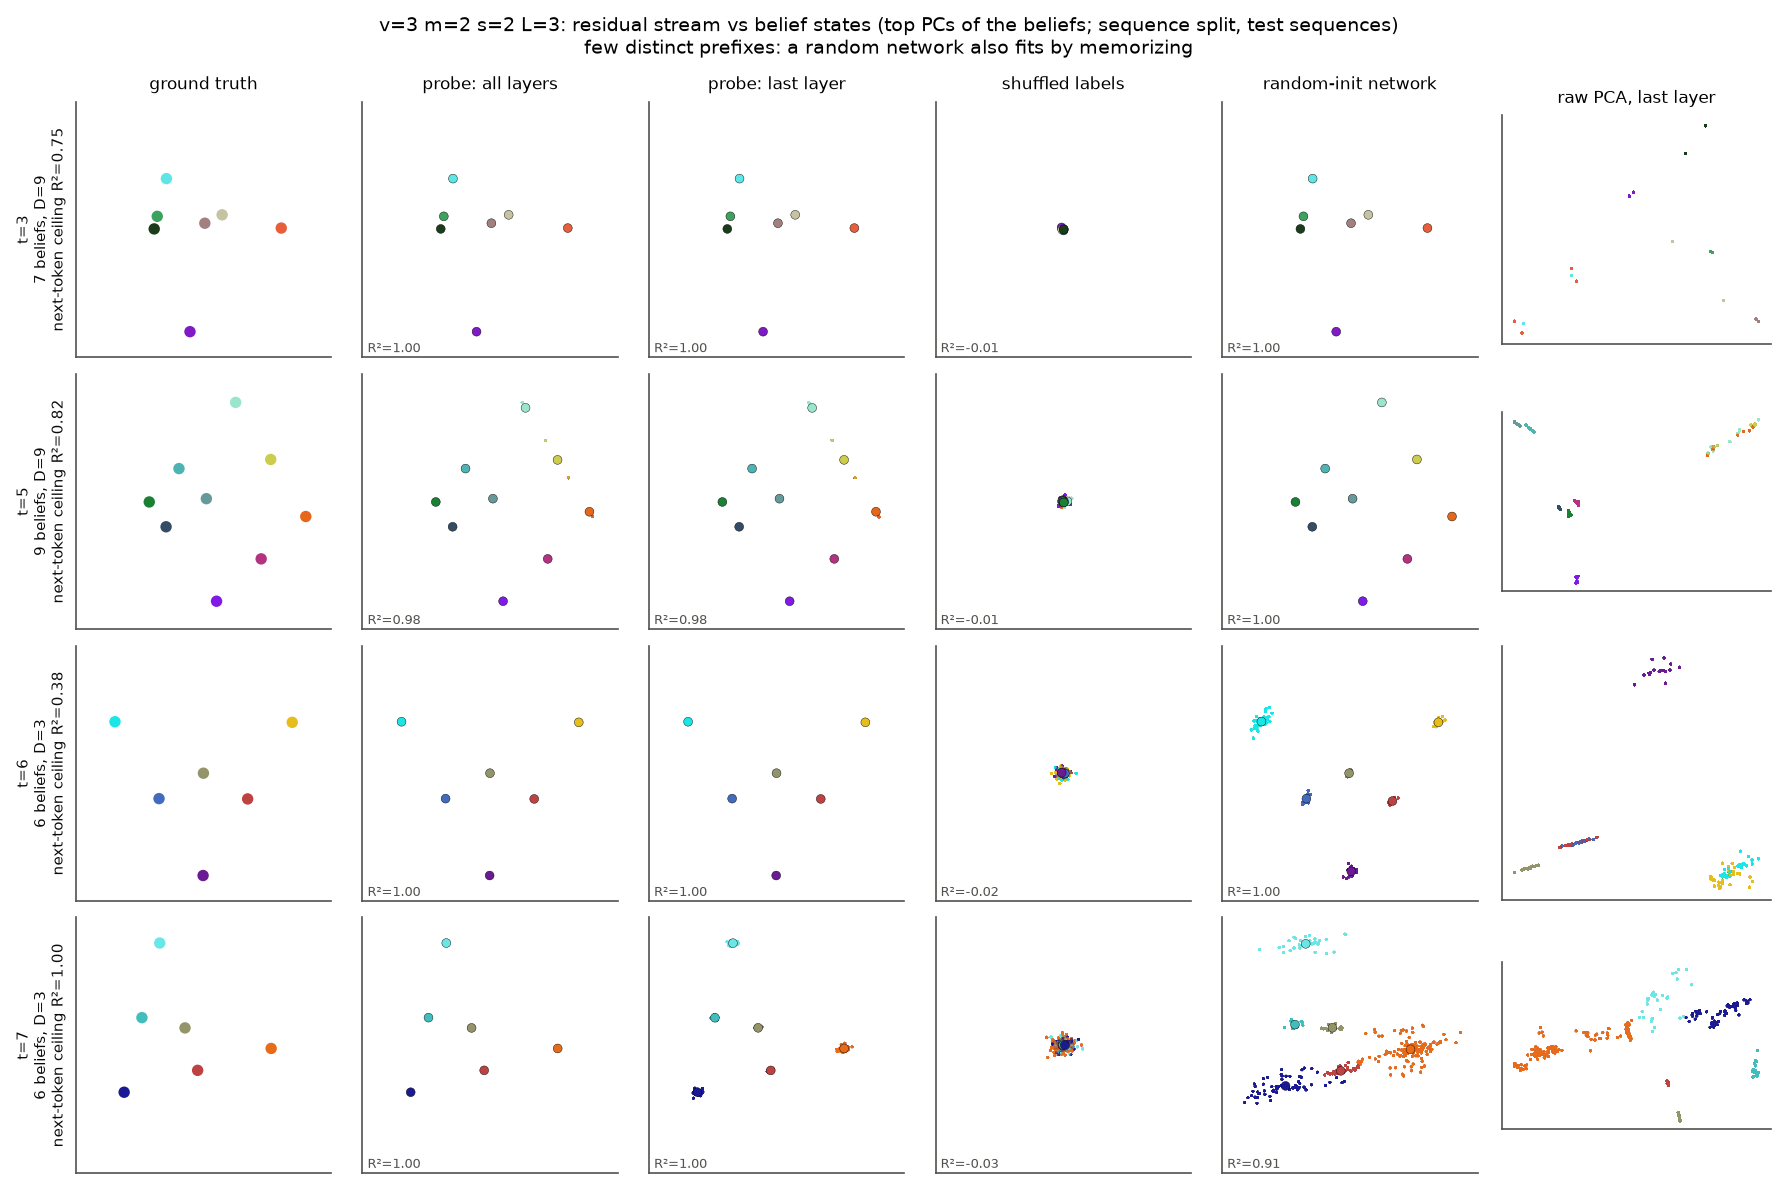 v=3 m=2 s=2 L=3: residual stream vs belief states (top PCs of the beliefs; sequence split, test sequences)
few distinct prefixes: a random network also fits by memorizing
ground truth
probe: all layers
probe: last layer
shuffled labels
random-init network
raw PCA, last layer
t=3
7 beliefs, D=9
next-token ceiling R²=0.75
R²=1.00
R²=1.00
R²=-0.01
R²=1.00
t=5
9 beliefs, D=9
next-token ceiling R²=0.82
R²=0.98
R²=0.98
R²=-0.01
R²=1.00
t=6
6 beliefs, D=3
next-token ceiling R²=0.38
R²=1.00
R²=1.00
R²=-0.02
R²=1.00
t=7
6 beliefs, D=3
next-token ceiling R²=1.00
R²=1.00
R²=1.00
R²=-0.03
R²=0.91